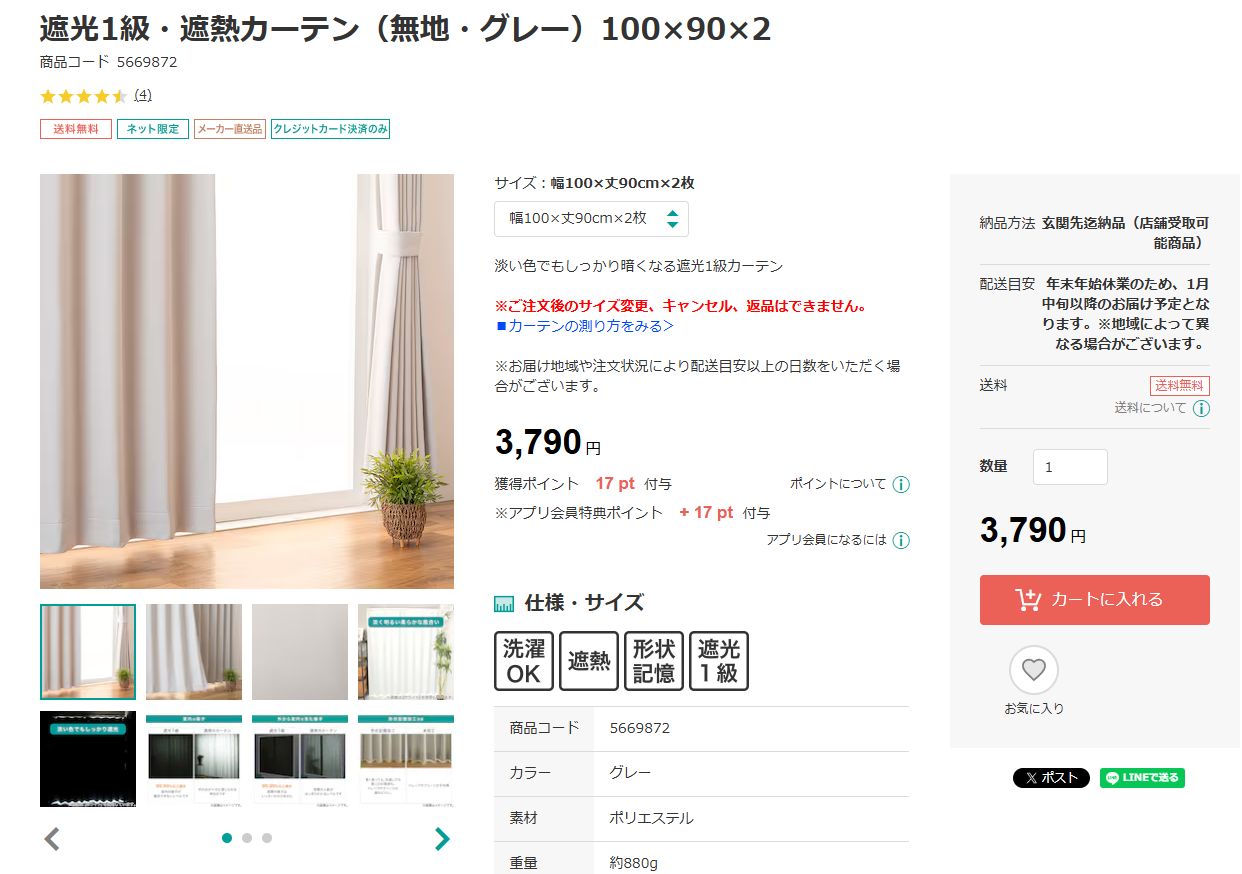 遮光1級・遮熱カーテン（無地・グレー）100×90×2
商品コード 5669872
(4)
送料無料 ネット限定 メーカー直送品 クレジットカード決済のみ
サイズ：幅100×丈90cm×2枚
幅100×丈90cm×2枚
淡い色でもしっかり暗くなる遮光1級カーテン
※ご注文後のサイズ変更、キャンセル、返品はできません。
■カーテンの測り方をみる＞
※お届け地域や注文状況により配送目安以上の日数をいただく場
合がございます。
3,790 円
獲得ポイント 17 pt 付与 ポイントについて
※アプリ会員特典ポイント + 17 pt 付与
アプリ会員になるには
仕様・サイズ
洗濯
OK
遮熱
形状
記憶
遮光
1級
商品コード 5669872
カラー グレー
素材 ポリエステル
重量 約880g
淡く明るい柔らかな風合い
淡い色でもしっかり遮光
納品方法 玄関先迄納品（店舗受取可
能商品）
配送目安 年末年始休業のため、1月
中旬以降のお届け予定とな
ります。※地域によって異
なる場合がございます。
送料 送料無料
送料について
数量 1
3,790 円
カートに入れる
お気に入り
ポスト
LINEで送る